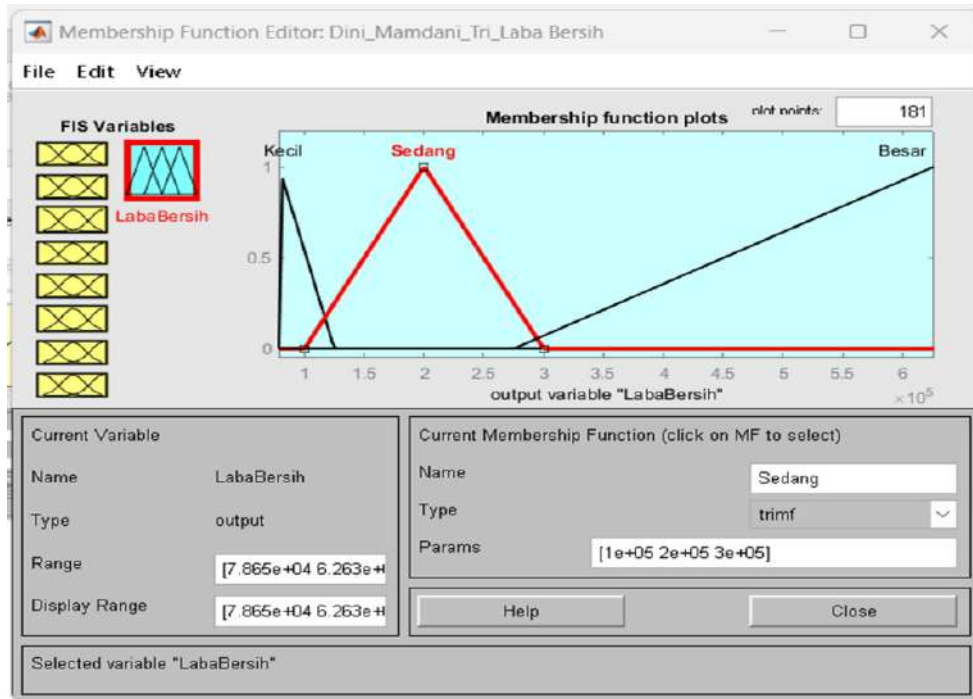 Membership Function Editor: Dini_Mamdani_Tri_Laba Bersih
File Edit View
FIS Variables
LabaBersih
Membership function plots
plot points:
181
Kecil
Sedang
Besar
1
0.5
0
1 1.5 2 2.5 3 3.5 4 4.5 5 5.5 6
×10⁵
output variable "LabaBersih"
Current Variable
Name LabaBersih
Type output
Range [7.865e+04 6.263e+
Display Range [7.865e+04 6.263e+
Current Membership Function (click on MF to select)
Name Sedang
Type trimf
Params [1e+05 2e+05 3e+05]
Help Close
Selected variable "LabaBersih"